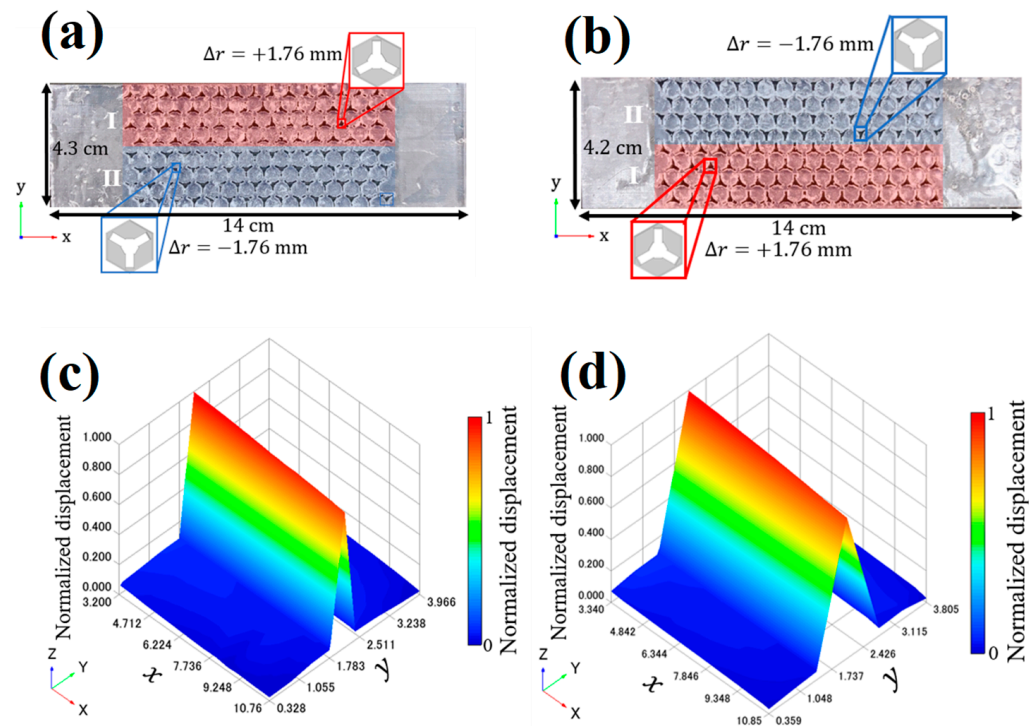 (a)
Δr = +1.76 mm
I
4.3 cm
II
y
x
14 cm
Δr = −1.76 mm
(b)
Δr = −1.76 mm
II
4.2 cm
I
y
x
14 cm
Δr = +1.76 mm
(c)
Normalized displacement
1.000
0.800
0.600
0.400
0.200
0.000
3.200
4.712
6.224
7.736
9.248
10.76
x
0.328
1.055
1.783
2.511
3.238
3.966
y
Z
Y
X
1
0
Normalized displacement
(d)
Normalized displacement
1.000
0.800
0.600
0.400
0.200
0.000
3.340
4.842
6.344
7.846
9.348
10.85
x
0.359
1.048
1.737
2.426
3.115
3.805
y
Z
Y
X
1
0
Normalized displacement